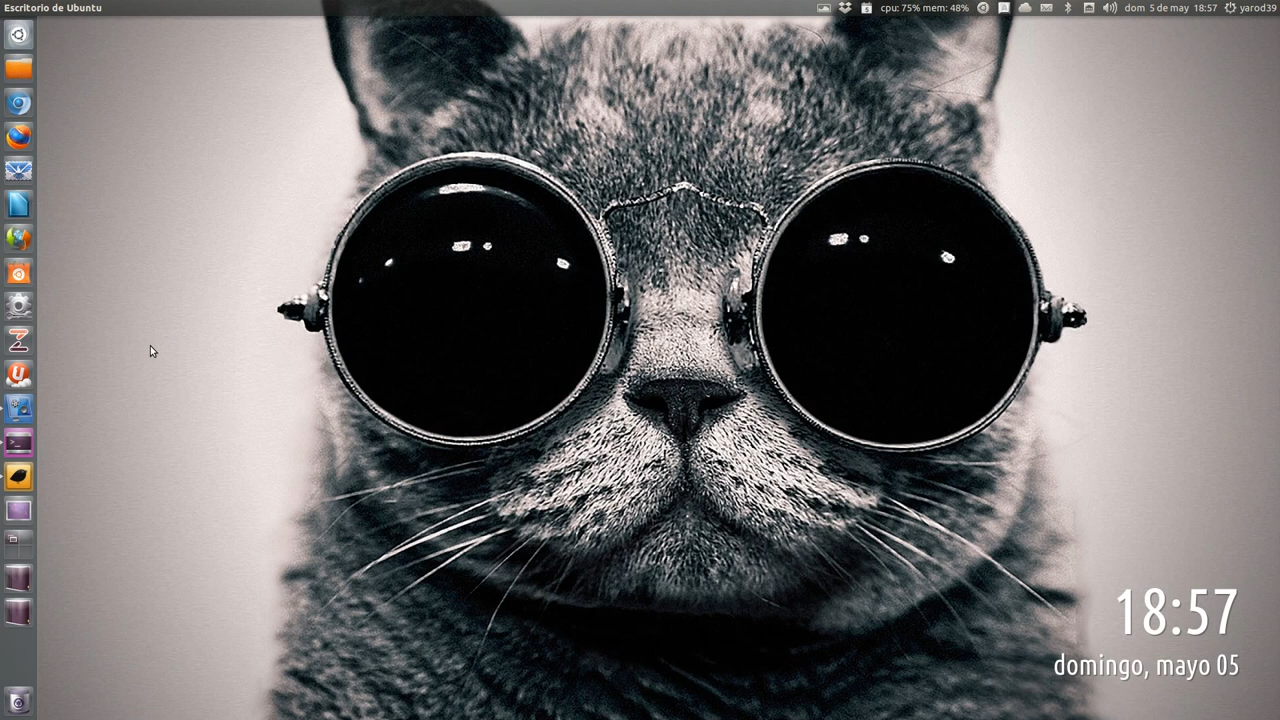 Escritorio de Ubuntu
5
cpu: 75% mem: 48%
A
dom 5 de may 18:57
yarod39
18:57
domingo, mayo 05